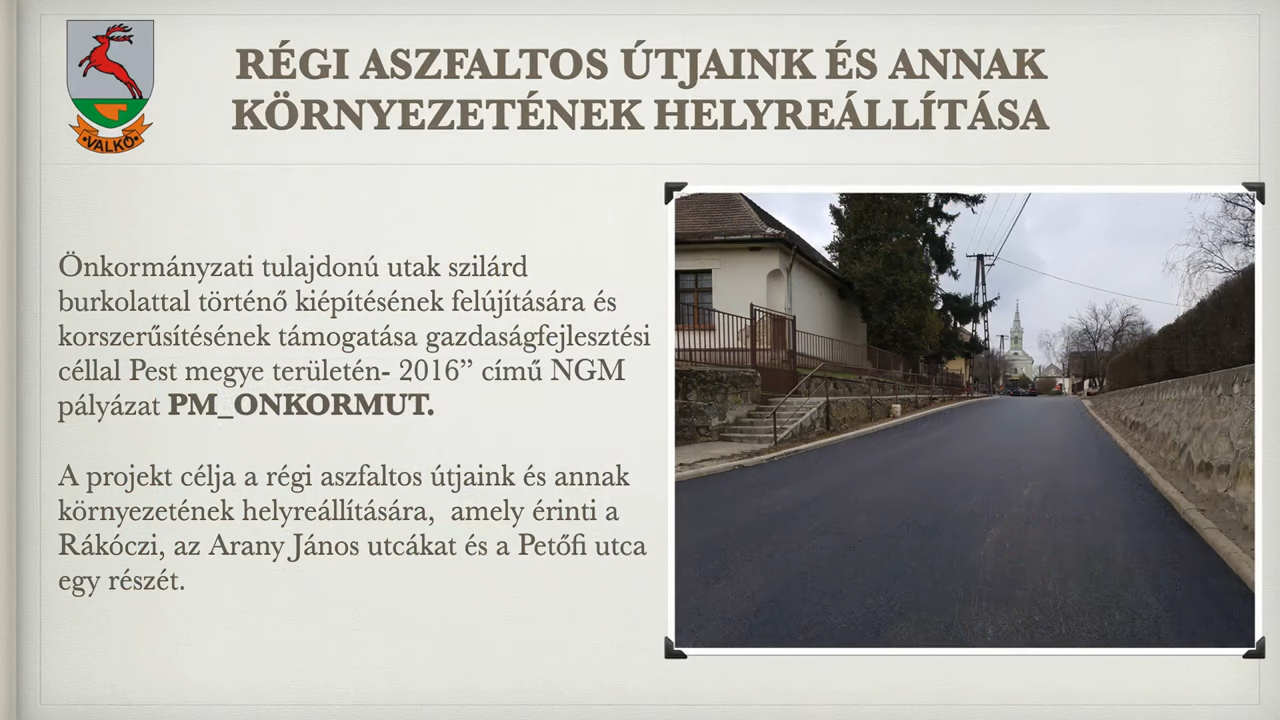 RÉGI ASZFALTOS ÚTJAINK ÉS ANNAK
KÖRNYEZETÉNEK HELYREÁLLÍTÁSA
•VALKÓ•
Önkormányzati tulajdonú utak szilárd
burkolattal történő kiépítésének felújítására és
korszerűsítésének támogatása gazdaságfejlesztési
céllal Pest megye területén- 2016” című NGM
pályázat PM_ONKORMUT.
A projekt célja a régi aszfaltos útjaink és annak
környezetének helyreállítására, amely érinti a
Rákóczi, az Arany János utcákat és a Petőfi utca
egy részét.